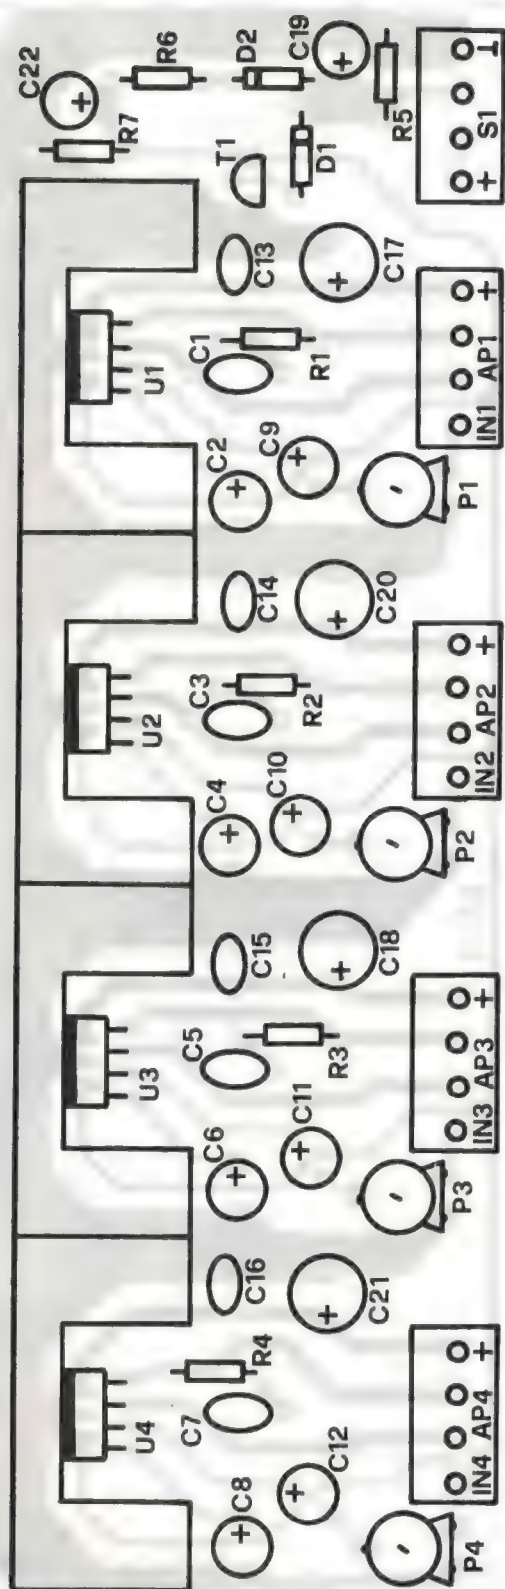 C22
R7
R6
D2
C19
R5
T1
D1
S1
+ ⊥
C13
C17
U1
C1
R1
C2
C9
P1
IN1 AP1 +
C14
C20
U2
C3
R2
C4
C10
P2
IN2 AP2 +
C15
C18
U3
C5
R3
C6
C11
P3
IN3 AP3 +
C16
C21
U4
R4
C7
C8
C12
P4
IN4 AP4 +